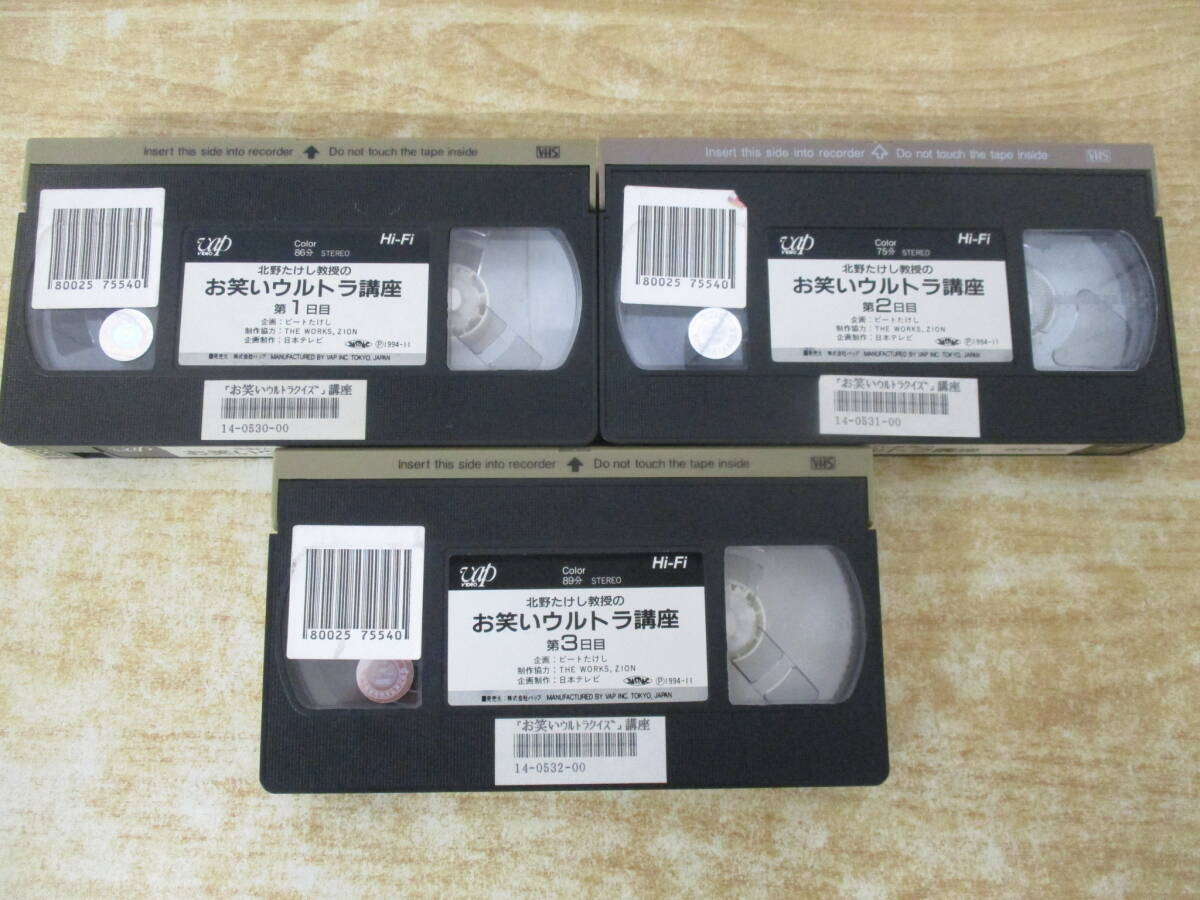 Insert this side into recorder Do not touch the tape inside VHS
80025 75540
vap VIDEO Color 86分 STEREO Hi-Fi
北野たけし教授の
お笑いウルトラ講座
第1日目
企画:ビートたけし
制作協力:THE WORKS, ZION
企画制作:日本テレビ Ⓟ1994-11
■発売元 株式会社バップ MANUFACTURED BY VAP INC. TOKYO, JAPAN
「お笑いウルトラクイズ」講座
14-0530-00
Insert this side into recorder Do not touch the tape inside VHS
80025 75540
vap VIDEO Color 75分 STEREO Hi-Fi
北野たけし教授の
お笑いウルトラ講座
第2日目
企画:ビートたけし
制作協力:THE WORKS, ZION
企画制作:日本テレビ Ⓟ1994-11
■発売元 株式会社バップ MANUFACTURED BY VAP INC. TOKYO, JAPAN
「お笑いウルトラクイズ」講座
14-0531-00
Insert this side into recorder Do not touch the tape inside VHS
80025 75540
vap VIDEO Color 89分 STEREO Hi-Fi
北野たけし教授の
お笑いウルトラ講座
第3日目
企画:ビートたけし
制作協力:THE WORKS, ZION
企画制作:日本テレビ Ⓟ1994-11
■発売元 株式会社バップ MANUFACTURED BY VAP INC. TOKYO, JAPAN
「お笑いウルトラクイズ」講座
14-0532-00